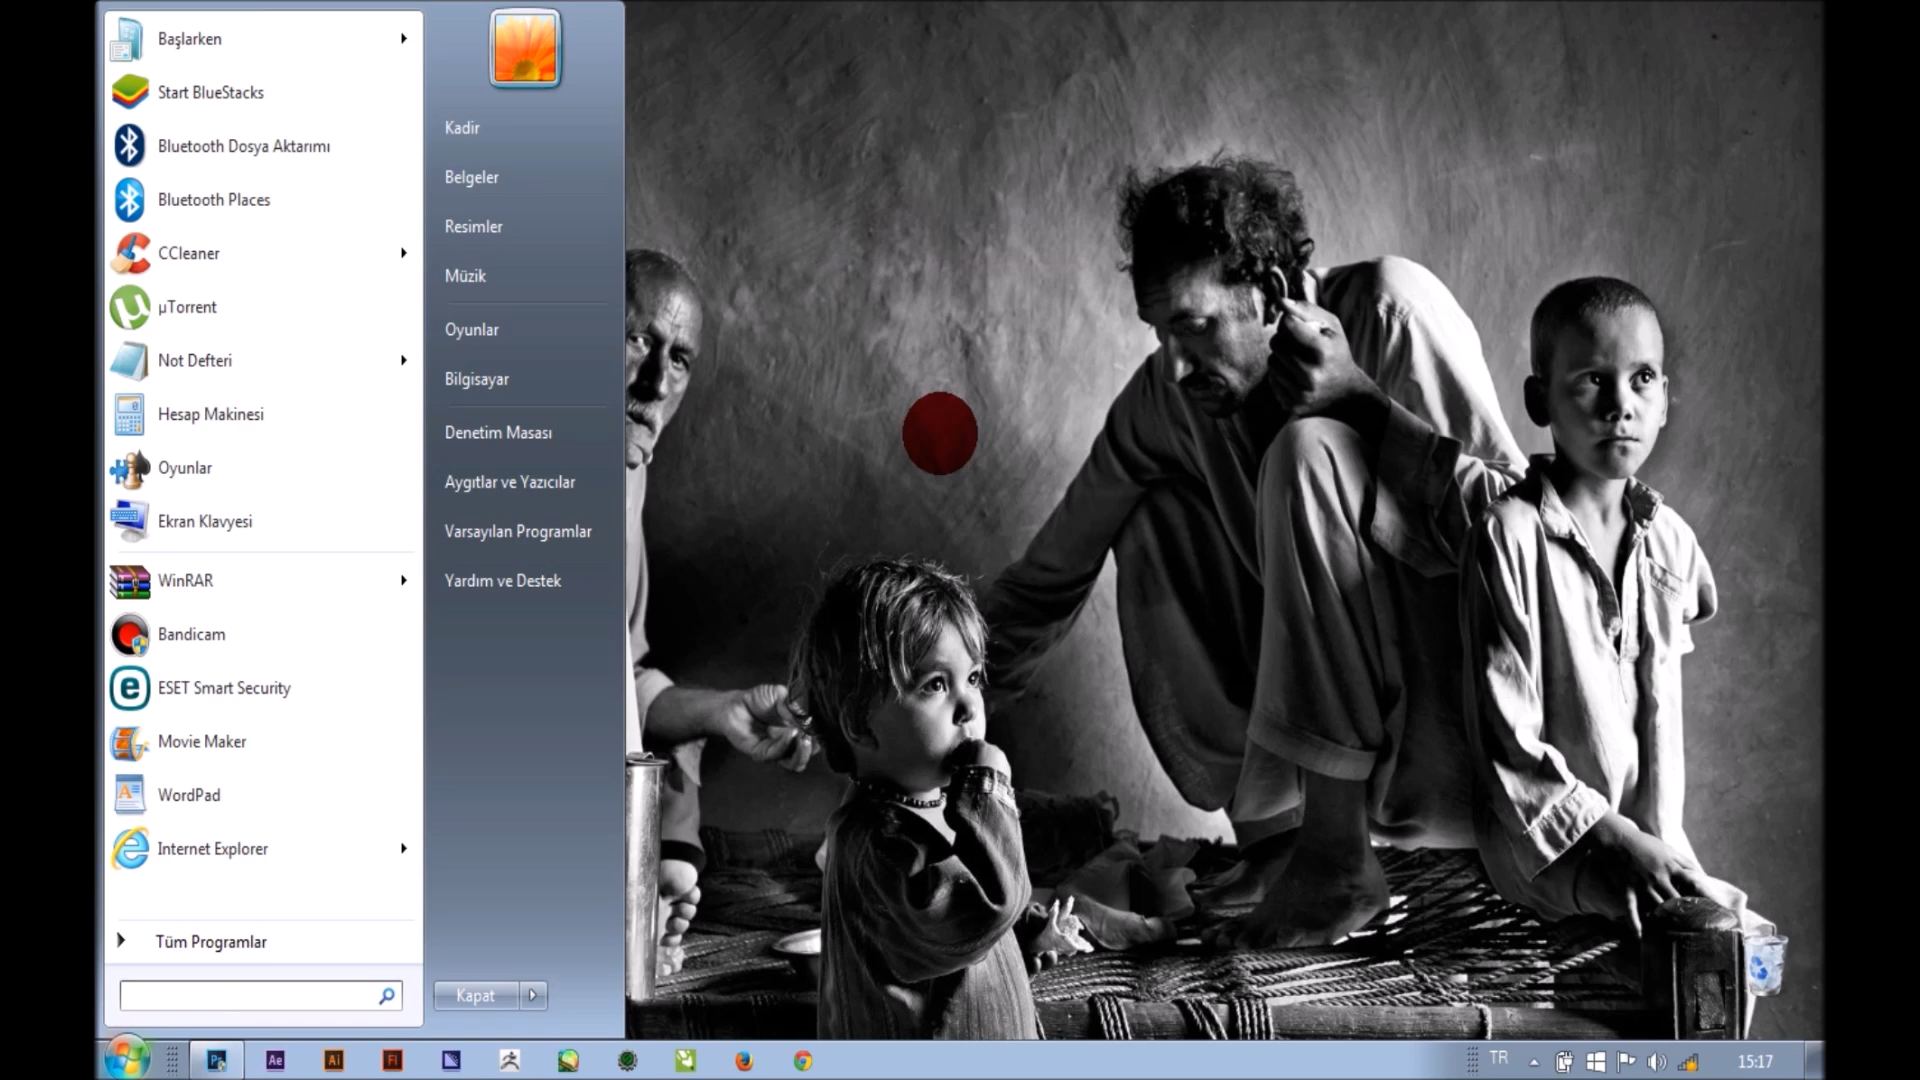 Başlarken
Start BlueStacks
Bluetooth Dosya Aktarımı
Bluetooth Places
CCleaner
µTorrent
Not Defteri
Hesap Makinesi
Oyunlar
Ekran Klavyesi
WinRAR
Bandicam
ESET Smart Security
Movie Maker
WordPad
Internet Explorer
Tüm Programlar
Kadir
Belgeler
Resimler
Müzik
Oyunlar
Bilgisayar
Denetim Masası
Aygıtlar ve Yazıcılar
Varsayılan Programlar
Yardım ve Destek
Kapat
Ps
Ae
Ai
Fl
TR
15:17